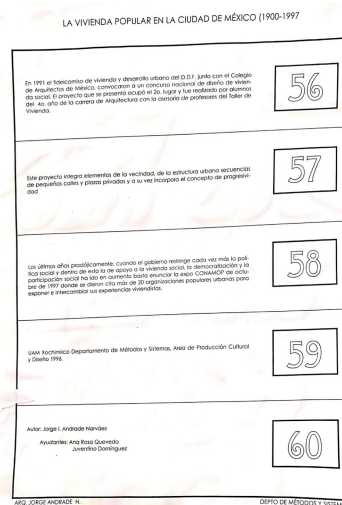 LA VIVIENDA POPULAR EN LA CIUDAD DE MÉXICO (1900-1997
En 1991 el fideicomiso de vivienda y desarrollo urbano del D.D.F. junto con el Colegio
de Arquitectos de México, convocaron a un concurso nacional de diseño de vivien-
da social. El proyecto que se presentó ocupó el 2o. lugar y fue realizado por alumnos
del 4o. año de la carrera de Arquitectura con la asesoría de profesores del Taller de
Vivienda.
56
Este proyecto integra elementos de la vecindad, de la estructura urbano secuencias
de pequeñas calles y plazas privadas y a su vez incorpora el concepto de progresivi-
dad
57
Los últimos años pradójicamente, cuando el gobierno restringe cada vez más la polí-
tica social y dentro de esta la de apoyo a la vivienda social, la democratización y la
participación social ha ido en aumento basta enunciar la expo CONAMOP de octu-
bre de 1997 donde se dieron cita más de 20 organizaciones populares urbanas para
exponer e intercambiar sus experiencias viviendistas.
58
UAM Xochimilco Departamento de Métodos y Sistemas, Area de Producción Cultural
y Diseño 1996.
59
Autor: Jorge I. Andrade Narváez
Ayudantes: Ana Rosa Quevedo
Juventino Domínguez
60
ARQ. JORGE ANDRADE N.
DEPTO DE MÉTODOS Y SISTEM